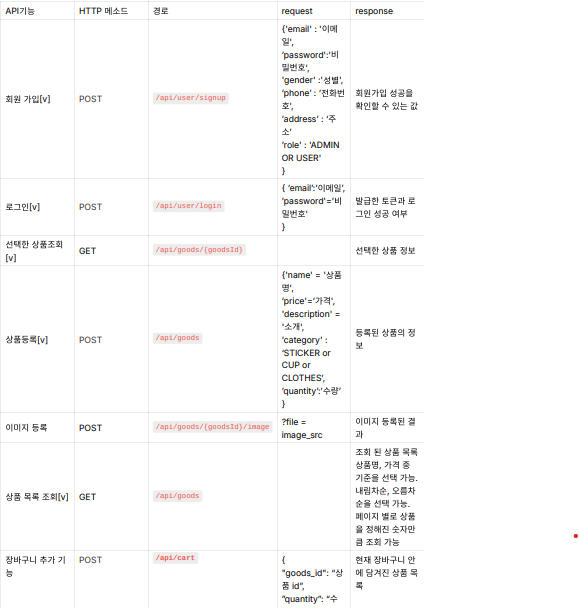 API기능 HTTP 메소드 경로 request response
회원 가입[v] POST /api/user/signup
{'email' : '이메
일',
'password':'비
밀번호',
'gender' :'성별',
'phone' : '전화번
호',
'address' : '주
소'
'role' : 'ADMIN
OR USER'
}
회원가입 성공을
확인할 수 있는 값
로그인[v] POST /api/user/login
{ 'email':'이메일',
'password'='비
밀번호'
}
발급한 토큰과 로
그인 성공 여부
선택한 상품조회
[v]
GET /api/goods/{goodsId}
선택한 상품 정보
상품등록[v] POST /api/goods
{'name' = '상품
명',
'price'='가격',
'description' =
'소개',
'category' :
'STICKER or
CUP or
CLOTHES',
'quantity':'수량'
}
등록된 상품의 정
보
이미지 등록 POST /api/goods/{goodsId}/image
?file =
image_src
이미지 등록된 결
과
상품 목록 조회[v] GET /api/goods
조회 된 상품 목록
상품명, 가격 중
기준을 선택 가능.
내림차순, 오름차
순을 선택 가능.
페이지 별로 상품
을 정해진 숫자만
큼 조회 가능
장바구니 추가 기
능
POST /api/cart
{
"goods_id": "상
품 id",
"quantity": "수
현재 장바구니 안
에 담겨진 상품 목
록